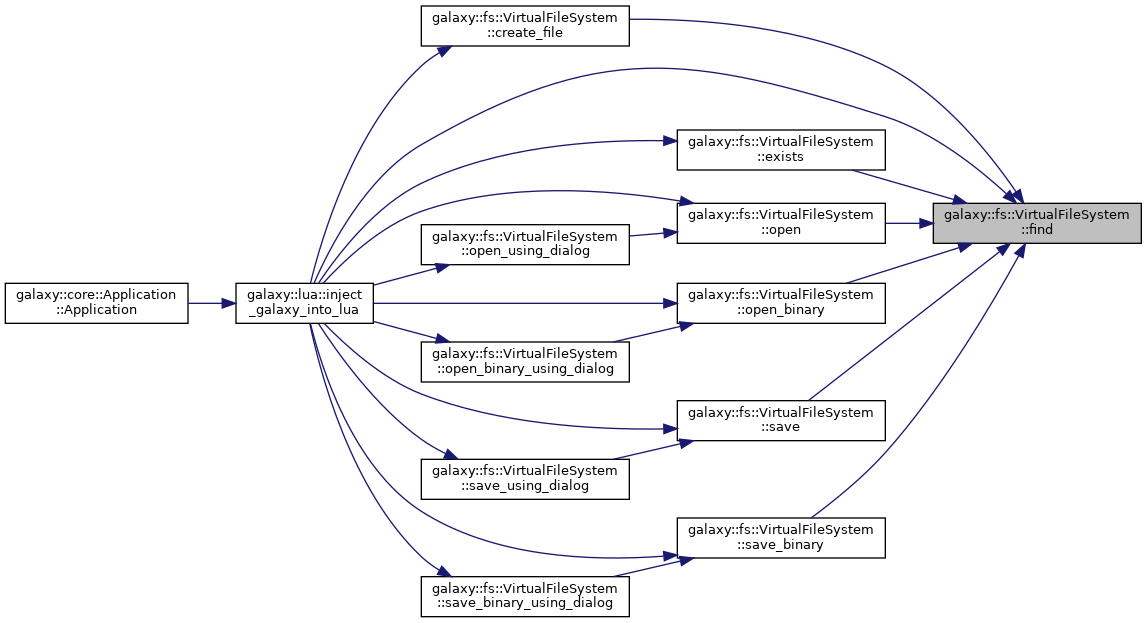 galaxy::fs::VirtualFileSystem
::create_file
galaxy::fs::VirtualFileSystem
::exists
galaxy::fs::VirtualFileSystem
::open
galaxy::fs::VirtualFileSystem
::find
galaxy::fs::VirtualFileSystem
::open_using_dialog
galaxy::core::Application
::Application
galaxy::lua::inject
_galaxy_into_lua
galaxy::fs::VirtualFileSystem
::open_binary
galaxy::fs::VirtualFileSystem
::open_binary_using_dialog
galaxy::fs::VirtualFileSystem
::save
galaxy::fs::VirtualFileSystem
::save_using_dialog
galaxy::fs::VirtualFileSystem
::save_binary
galaxy::fs::VirtualFileSystem
::save_binary_using_dialog